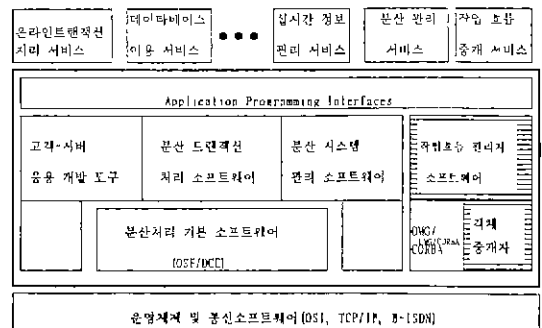 온라인트랜잭션
처리 서비스
데이타베이스
이용 서비스
실시간 정보
관리 서비스
분산 관리
서비스
작업 흐름
중개 서비스
Application Programming Interfaces
고객-서버
응용 개발 도구
분산 트랜잭션
처리 소프트웨어
분산 시스템
관리 소프트웨어
작업흐름 관리자
소프트웨어
분산처리 기본 소프트웨어
(OSF/DCE)
OMG/
CORBA
객체
중개자
운영체제 및 통신소프트웨어(OSI, TCP/IP, B-ISDN)